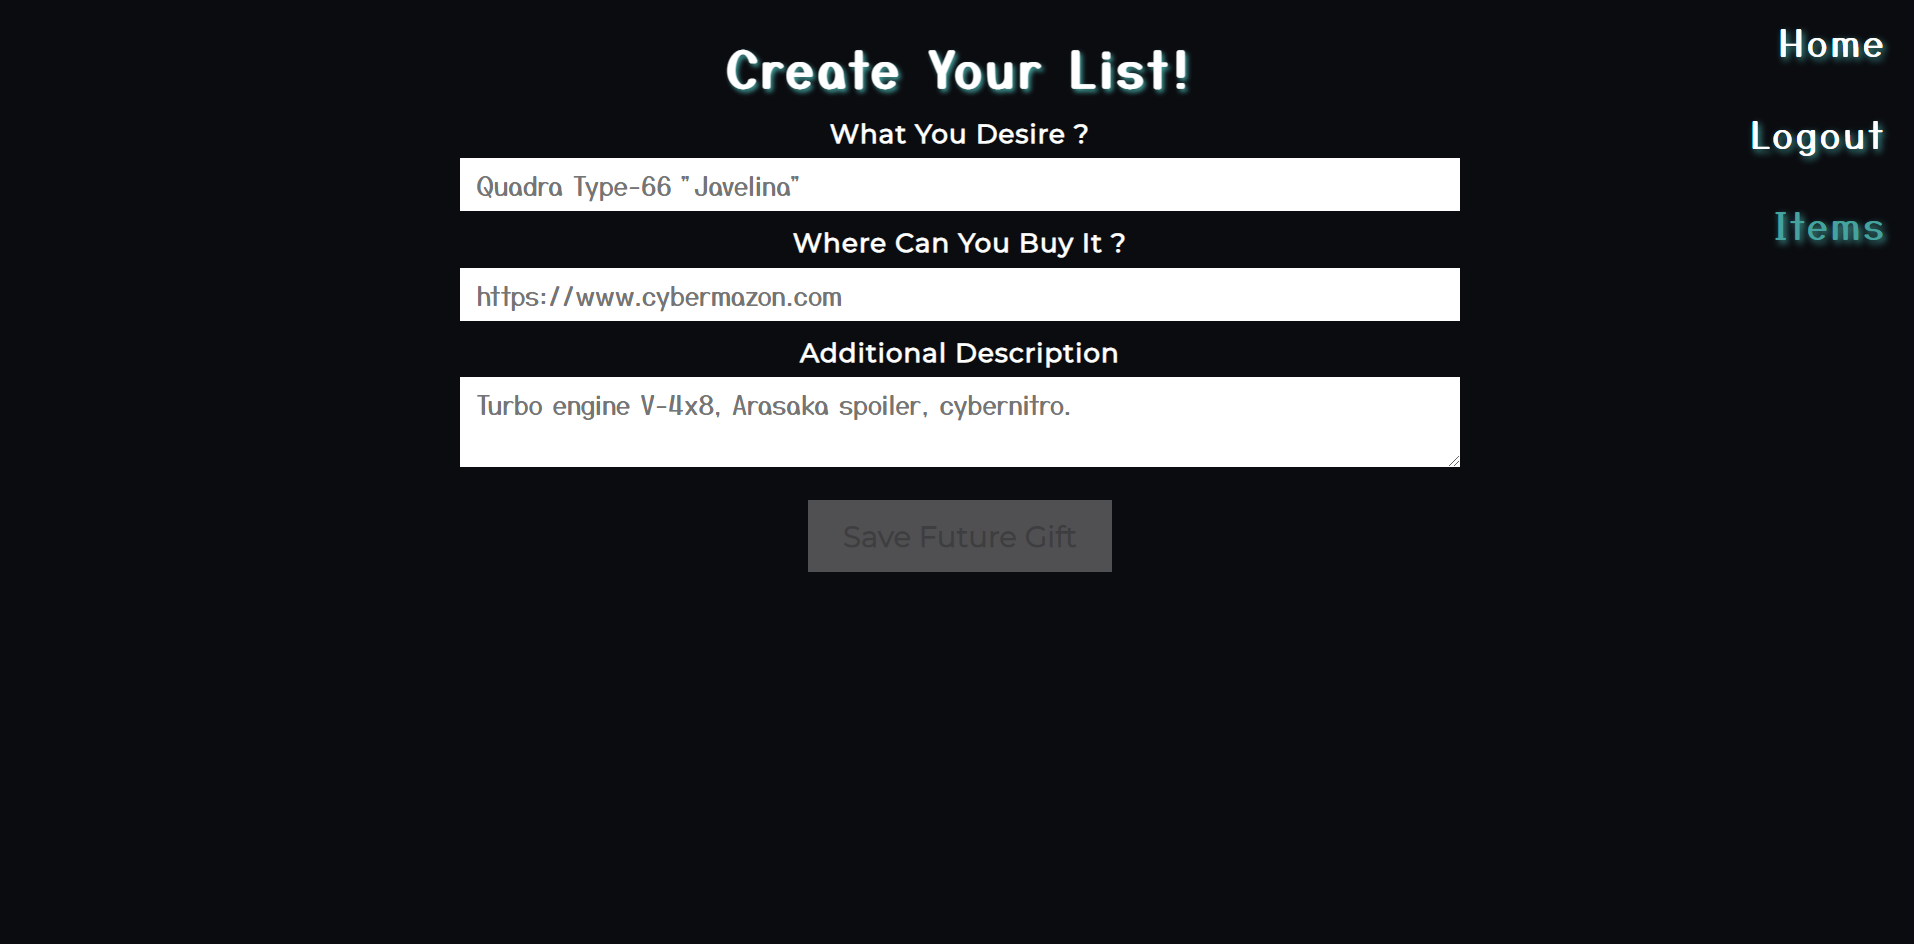 Create Your List!
What You Desire ?
Quadra Type-66 "Javelina"
Where Can You Buy It ?
https://www.cybermazon.com
Additional Description
Turbo engine V-4x8, Arasaka spoiler, cybernitro.
Save Future Gift
Home
Logout
Items